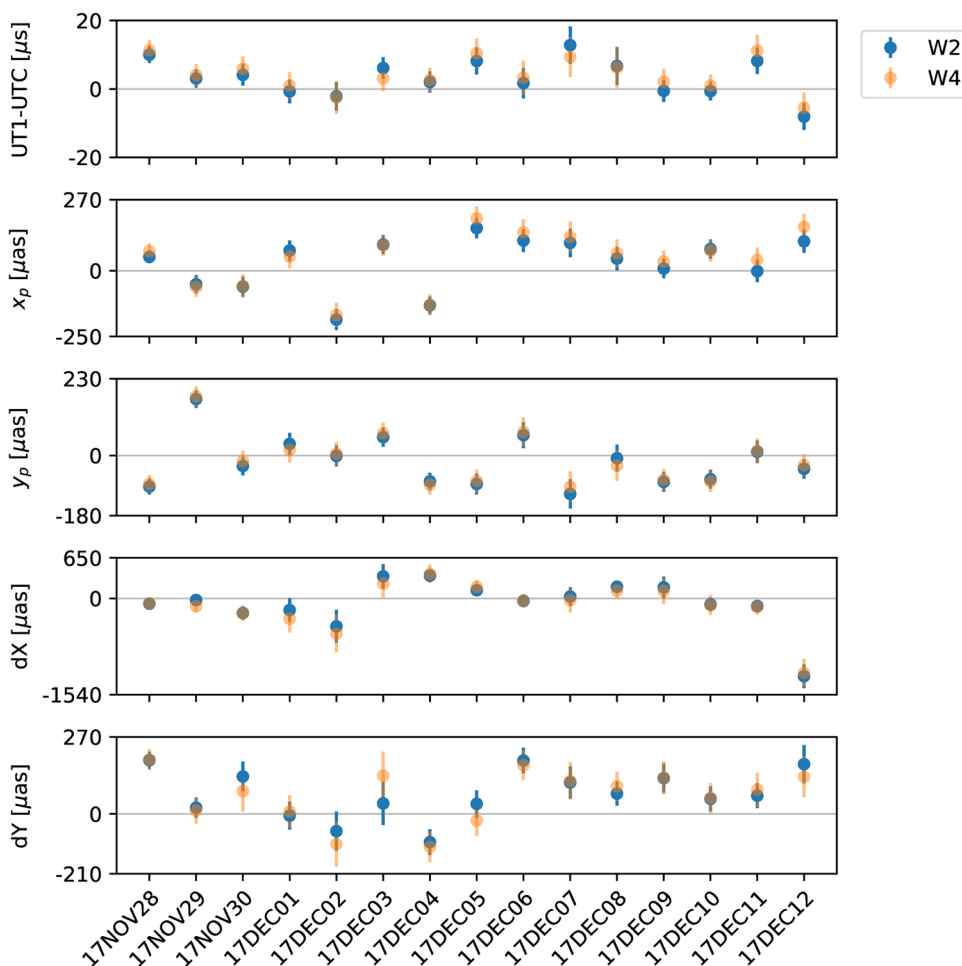 20
0
-20
UT1-UTC [μs]
W2
W4
270
0
-250
xp [μas]
230
0
-180
yp [μas]
650
0
-1540
dX [μas]
270
0
-210
dY [μas]
17NOV28
17NOV29
17NOV30
17DEC01
17DEC02
17DEC03
17DEC04
17DEC05
17DEC06
17DEC07
17DEC08
17DEC09
17DEC10
17DEC11
17DEC12